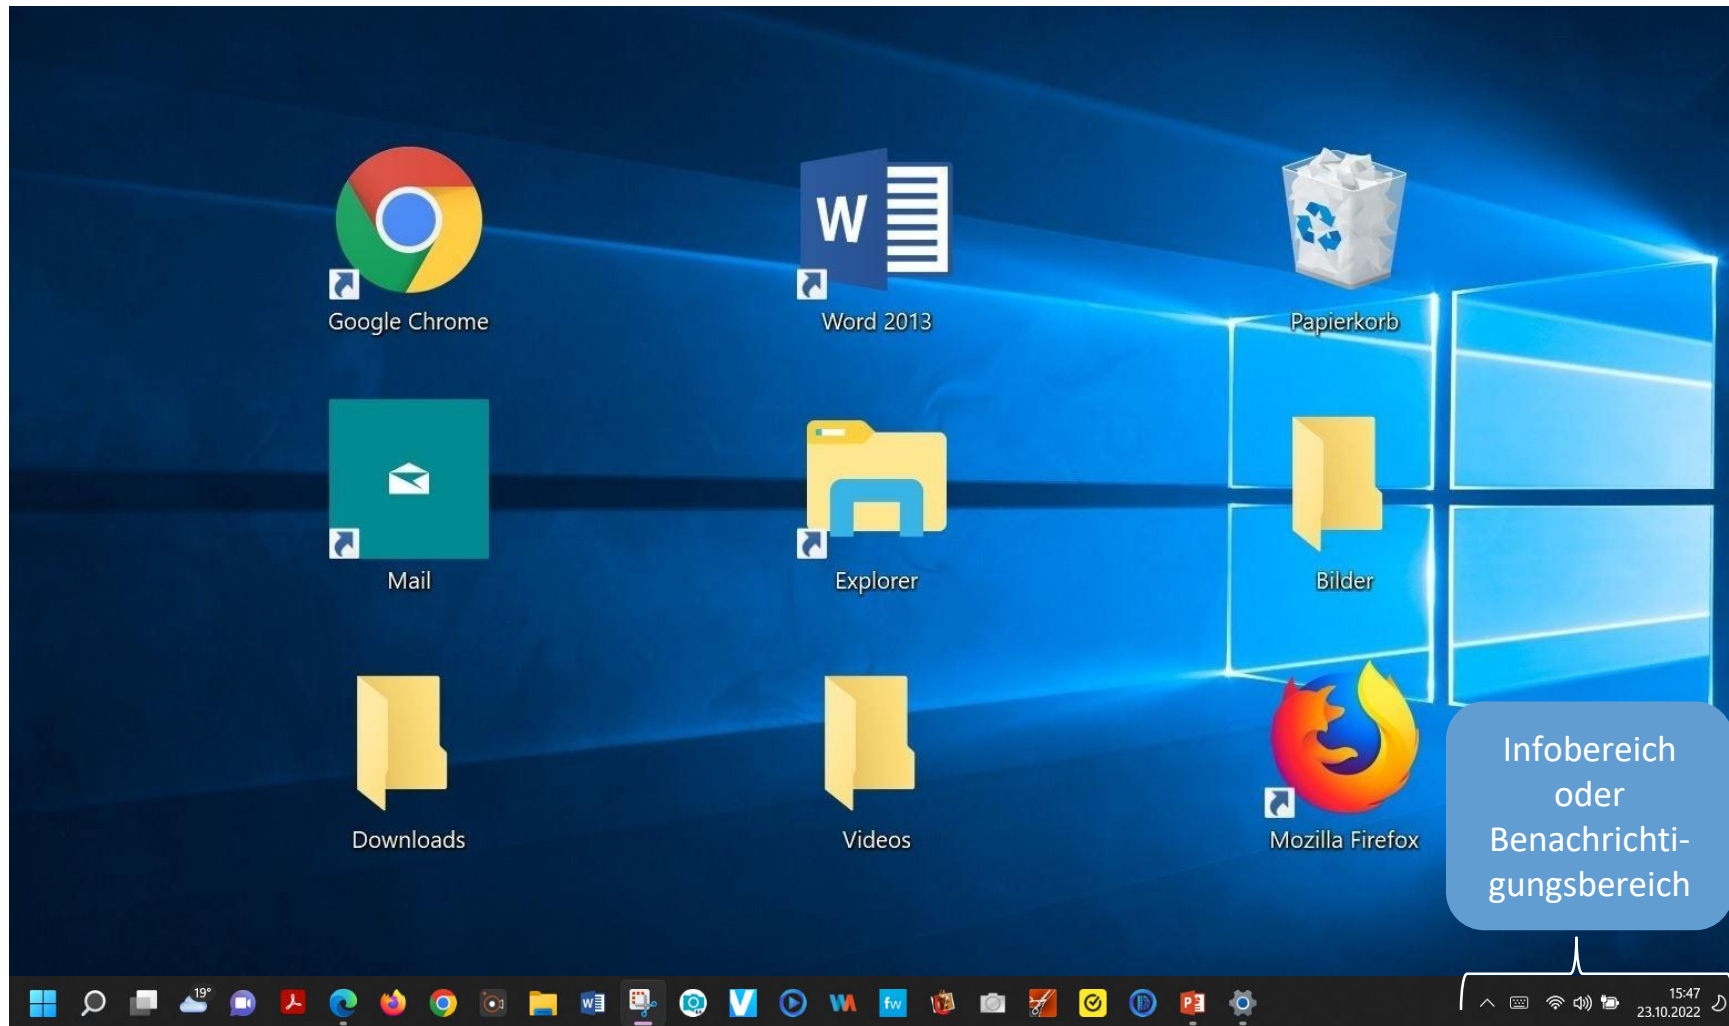 W
Google Chrome
Word 2013
Papierkorb
Mail
Explorer
Bilder
Downloads
Videos
Mozilla Firefox
Infobereich
oder
Benachrichti-
gungsbereich
19°
W
V
fw
P
15:47
23.10.2022